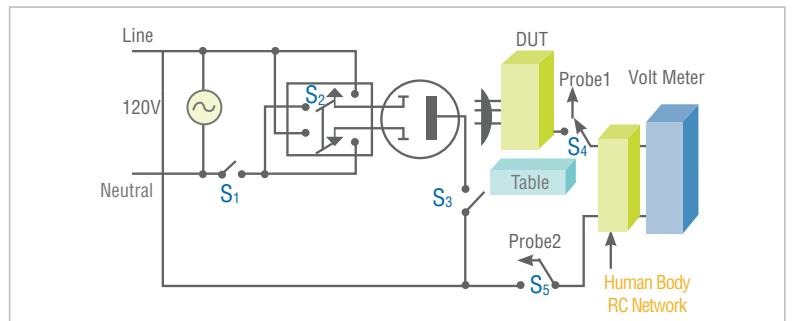 Line
DUT
Probe1
Volt Meter
S2
120V
S4
Neutral
S1
Table
S3
Probe2
S5
Human Body
RC Network